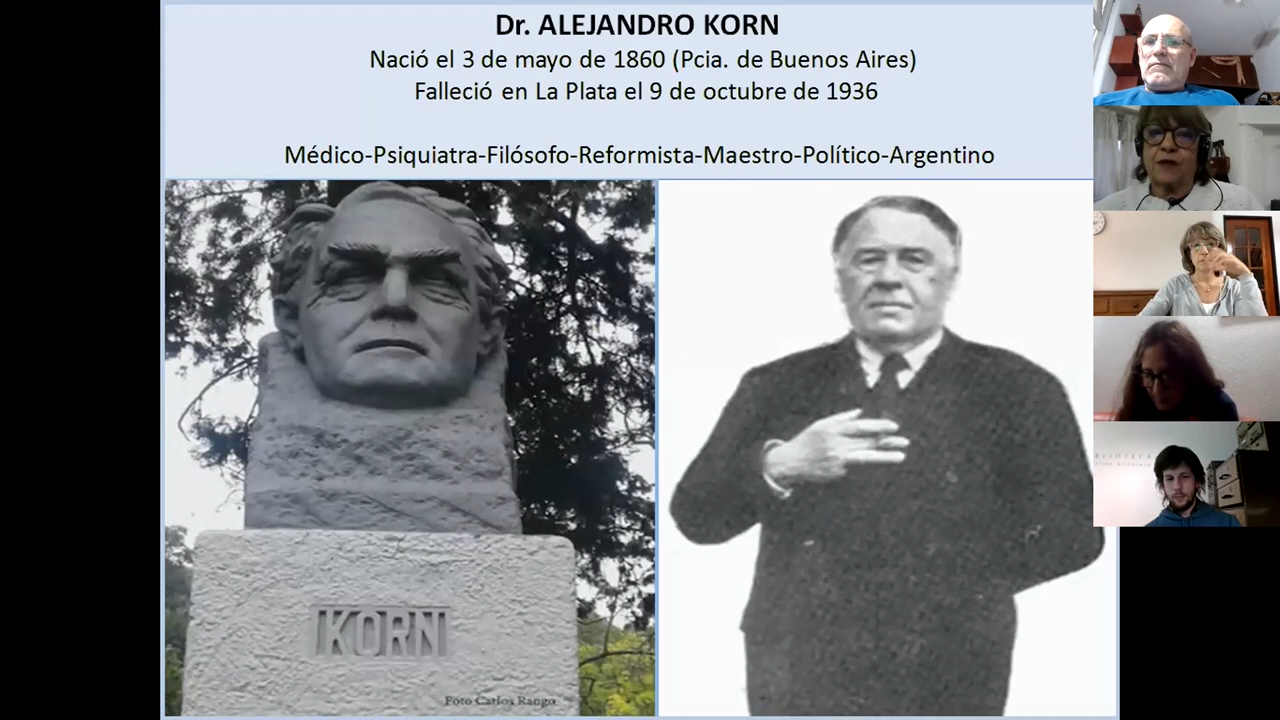 Dr. ALEJANDRO KORN
Nació el 3 de mayo de 1860 (Pcia. de Buenos Aires)
Falleció en La Plata el 9 de octubre de 1936
Médico-Psiquiatra-Filósofo-Reformista-Maestro-Político-Argentino
KORN
Foto Carlos Rango